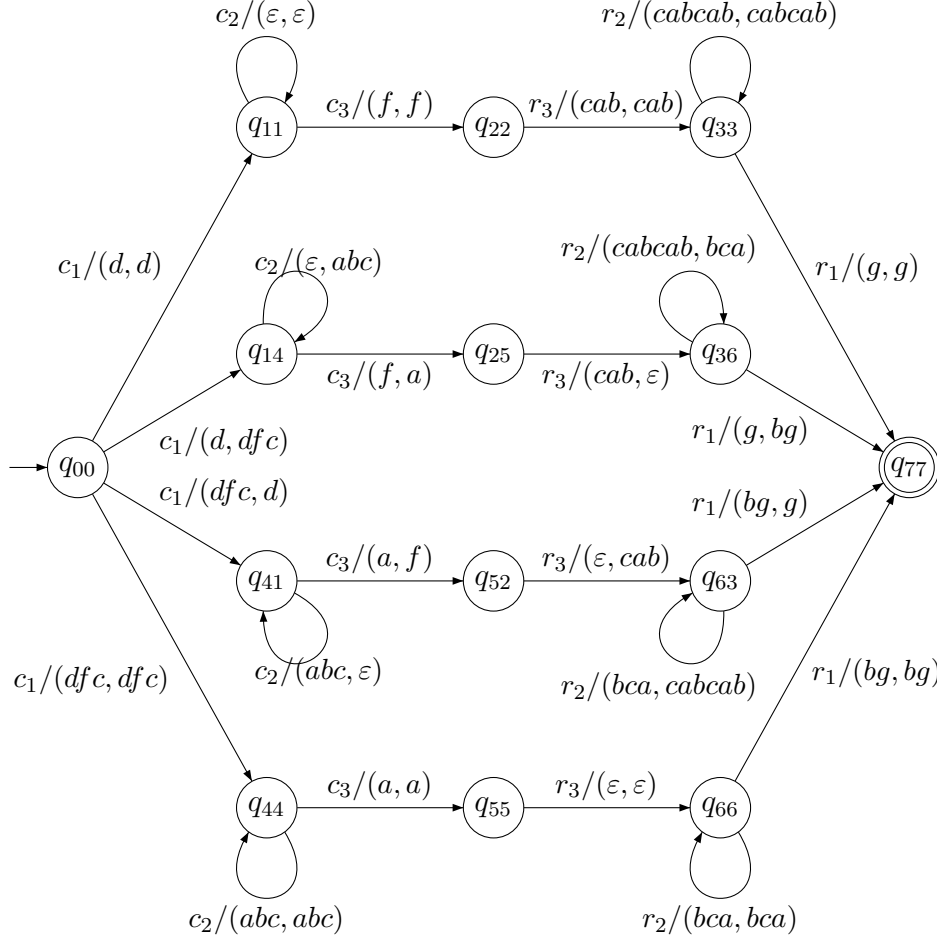 c₂/(ε, ε)
r₂/(cabcab, cabcab)
c₃/(f, f)
r₃/(cab, cab)
q₁₁
q₂₂
q₃₃
c₁/(d, d)
c₂/(ε, abc)
r₂/(cabcab, bca)
r₁/(g, g)
q₁₄
q₂₅
q₃₆
c₃/(f, a)
r₃/(cab, ε)
c₁/(d, dfc)
r₁/(g, bg)
q₀₀
q₇₇
c₁/(dfc, d)
r₁/(bg, g)
c₃/(a, f)
r₃/(ε, cab)
q₄₁
q₅₂
q₆₃
c₂/(abc, ε)
r₂/(bca, cabcab)
c₁/(dfc, dfc)
r₁/(bg, bg)
c₃/(a, a)
r₃/(ε, ε)
q₄₄
q₅₅
q₆₆
c₂/(abc, abc)
r₂/(bca, bca)